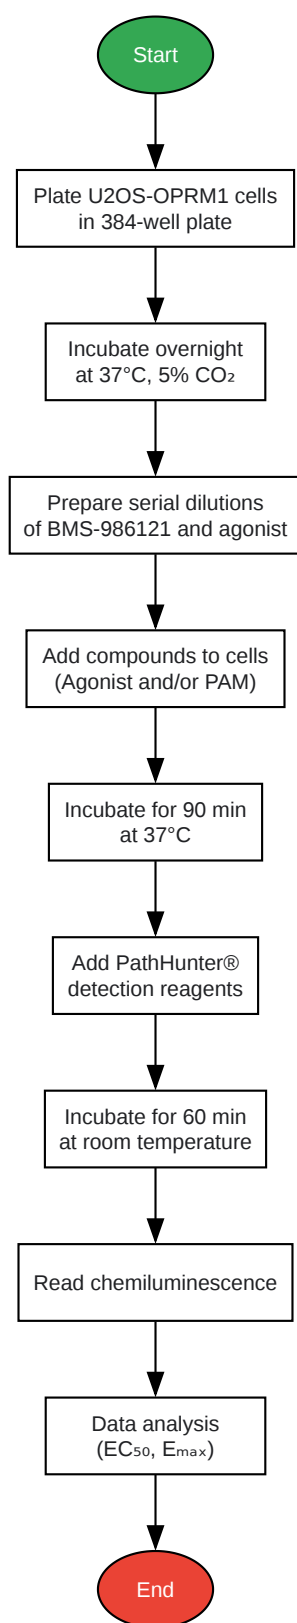 Start
Plate U2OS-OPRM1 cells
in 384-well plate
Incubate overnight
at 37°C, 5% CO₂
Prepare serial dilutions
of BMS-986121 and agonist
Add compounds to cells
(Agonist and/or PAM)
Incubate for 90 min
at 37°C
Add PathHunter®
detection reagents
Incubate for 60 min
at room temperature
Read chemiluminescence
Data analysis
(EC₅₀, Eₘₐₓ)
End